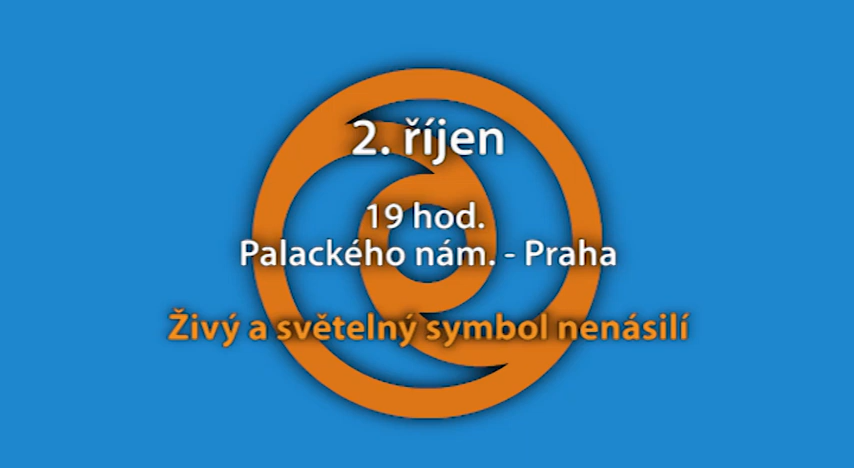 2. říjen
19 hod.
Palackého nám. - Praha
Živý a světelný symbol nenásilí